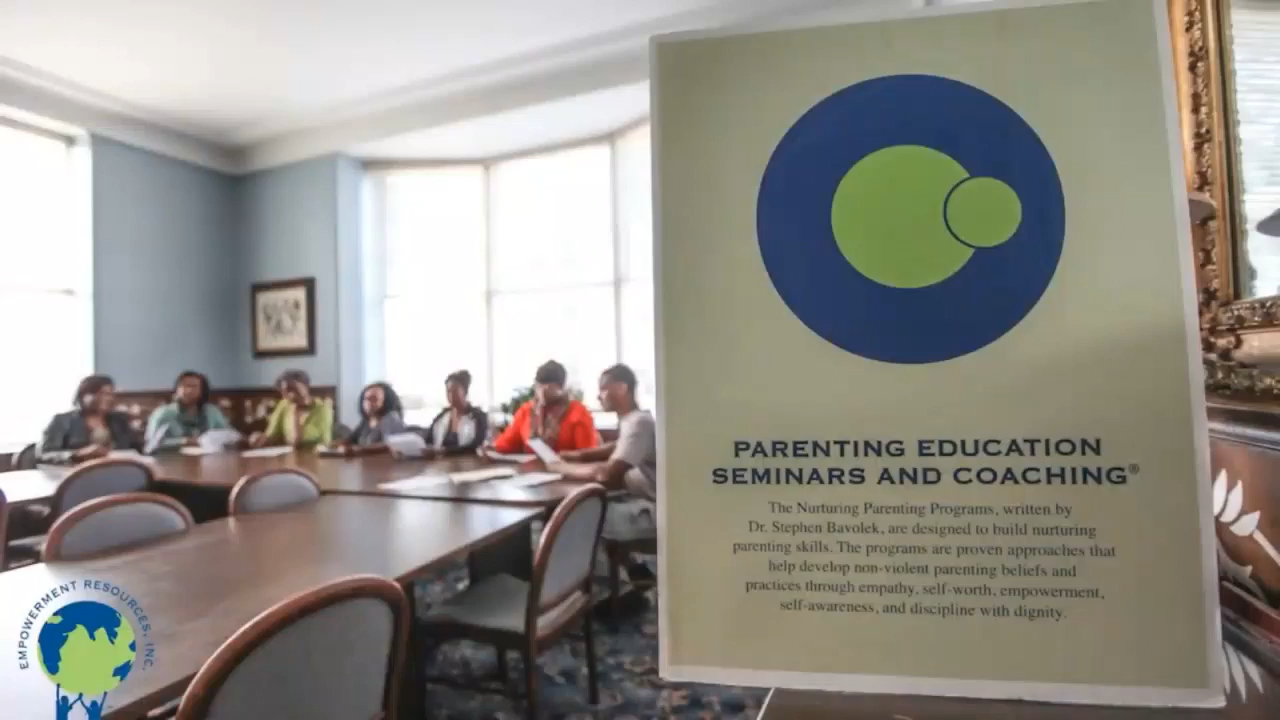 PARENTING EDUCATION
SEMINARS AND COACHING®
The Nurturing Parenting Programs, written by
Dr. Stephen Bavolek, are designed to build nurturing
parenting skills. The programs are proven approaches that
help develop non-violent parenting beliefs and
practices through empathy, self-worth, empowerment,
self-awareness, and discipline with dignity.
EMPOWERMENT RESOURCES, INC.